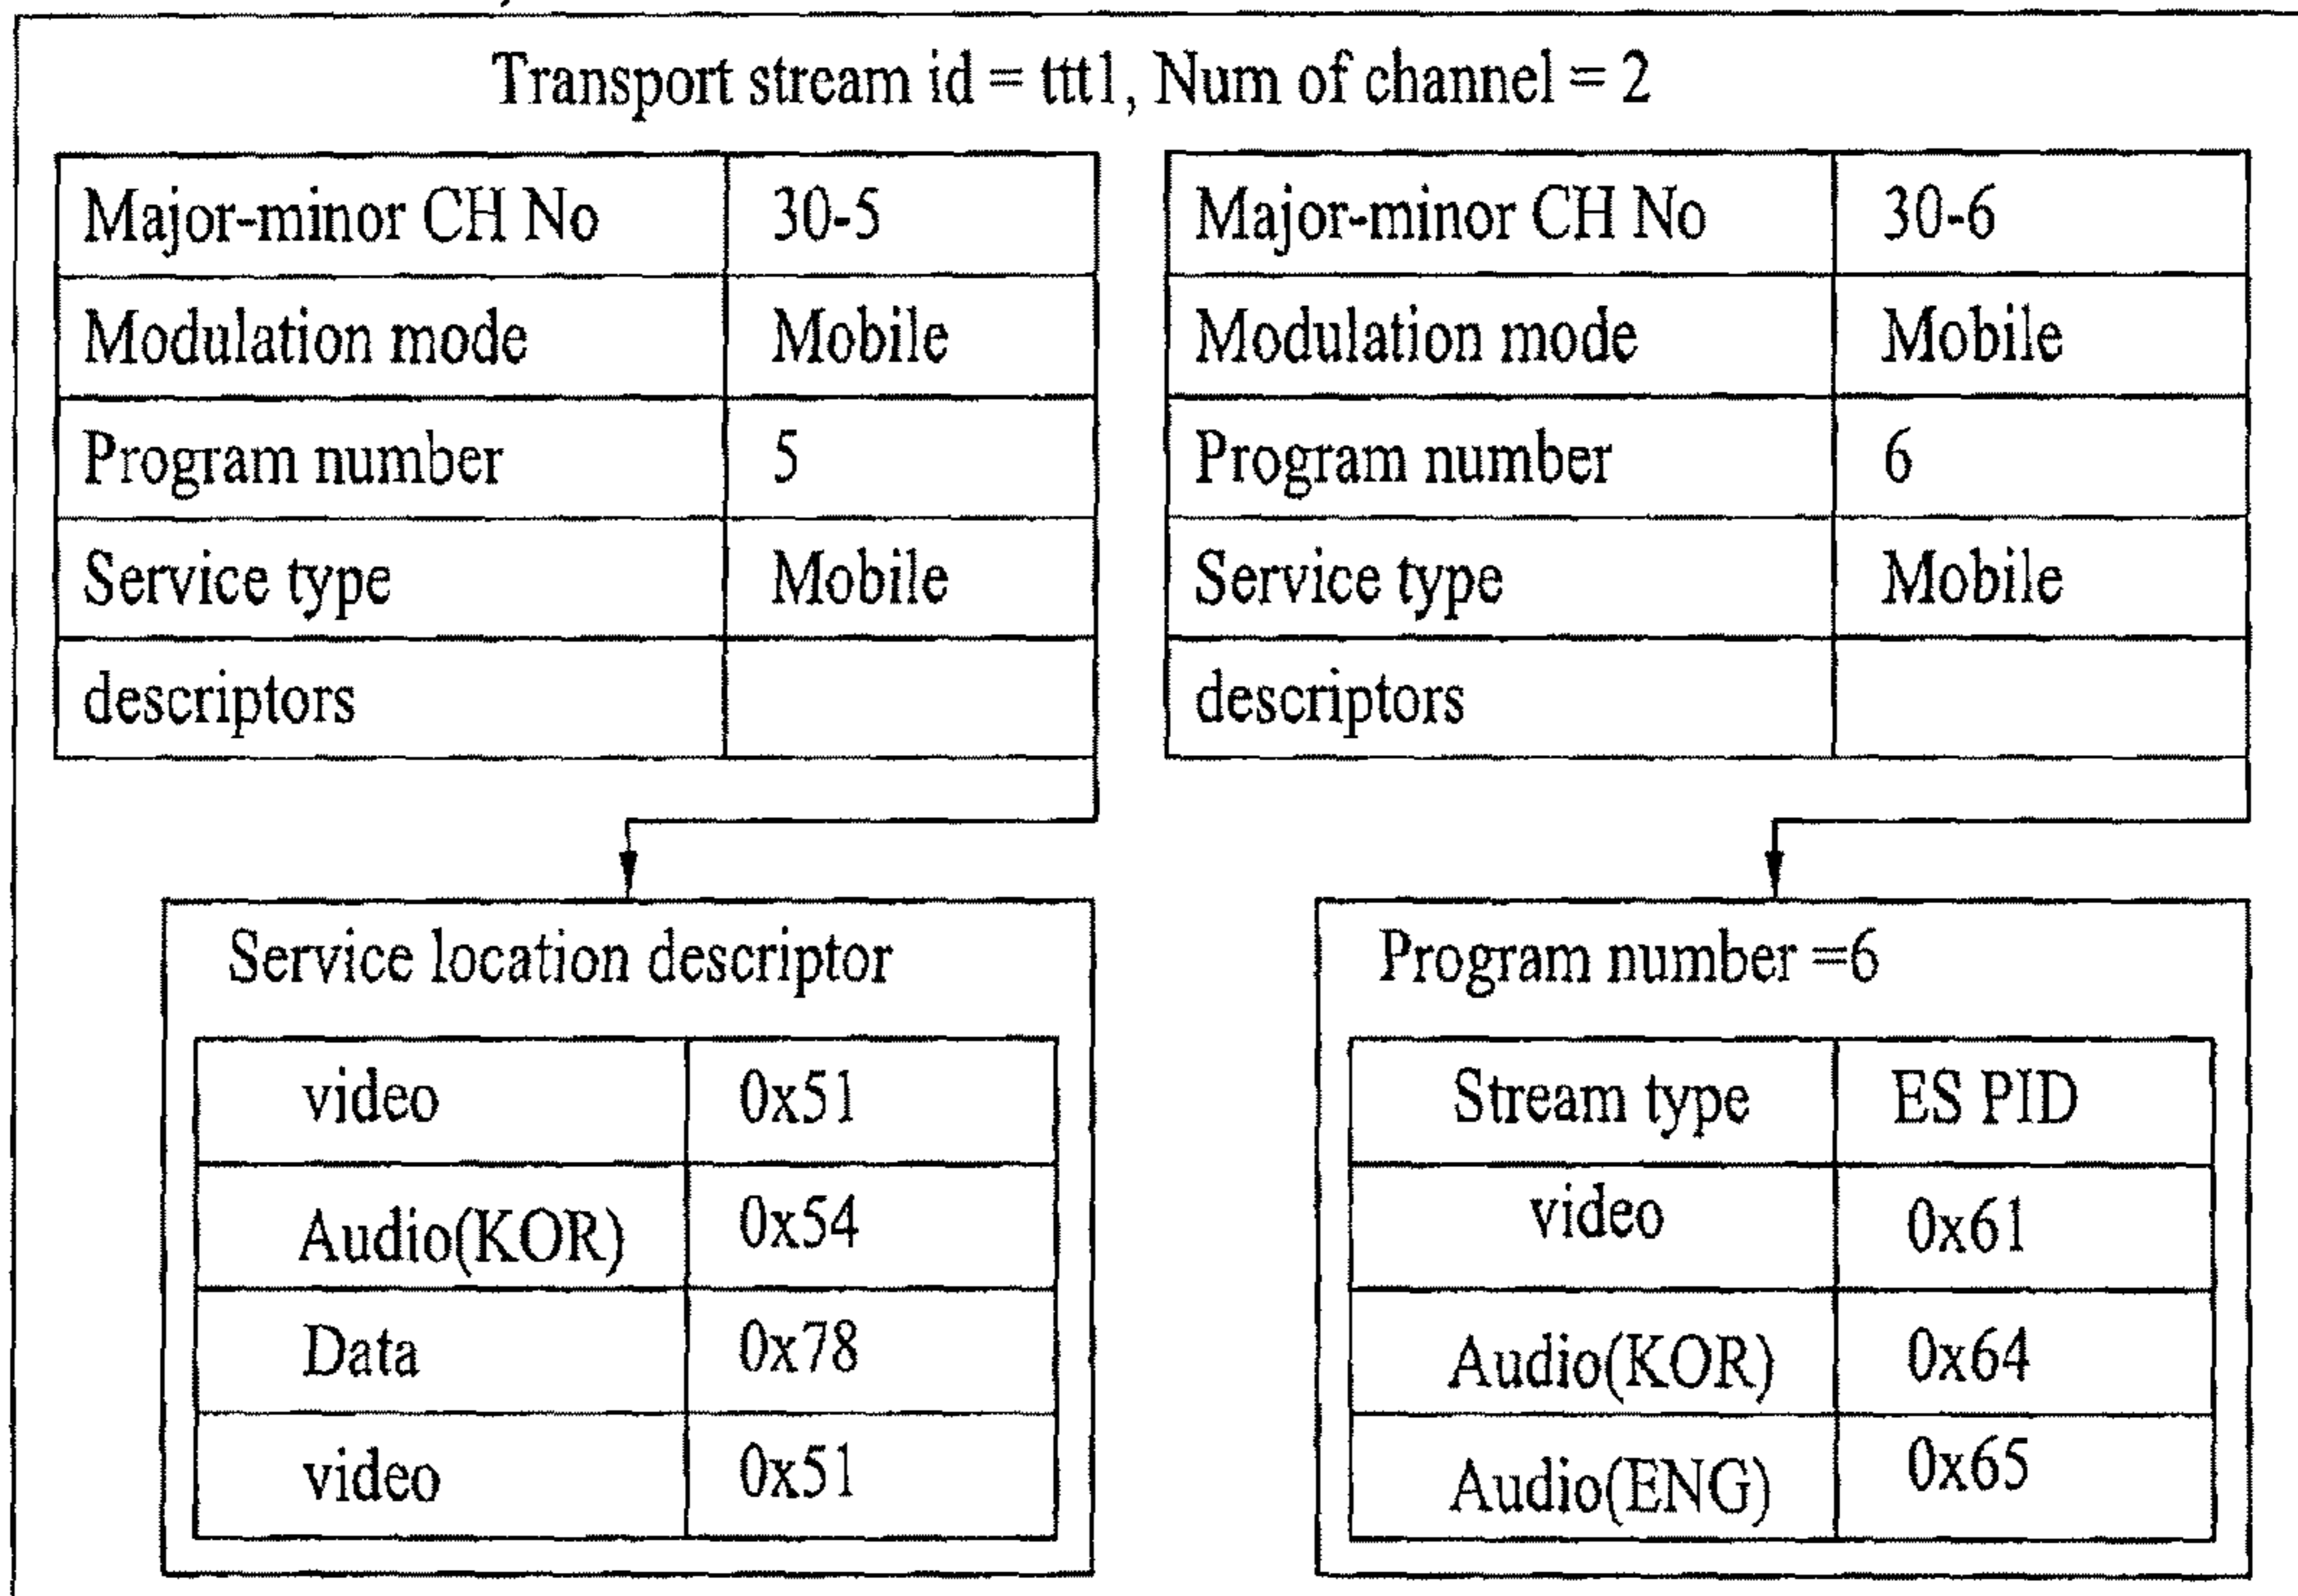 Transport stream id = ttt1, Num of channel = 2
Major-minor CH No 30-5
Modulation mode Mobile
Program number 5
Service type Mobile
descriptors
Major-minor CH No 30-6
Modulation mode Mobile
Program number 6
Service type Mobile
descriptors
Service location descriptor
video 0x51
Audio(KOR) 0x54
Data 0x78
video 0x51
Program number =6
Stream type ES PID
video 0x61
Audio(KOR) 0x64
Audio(ENG) 0x65